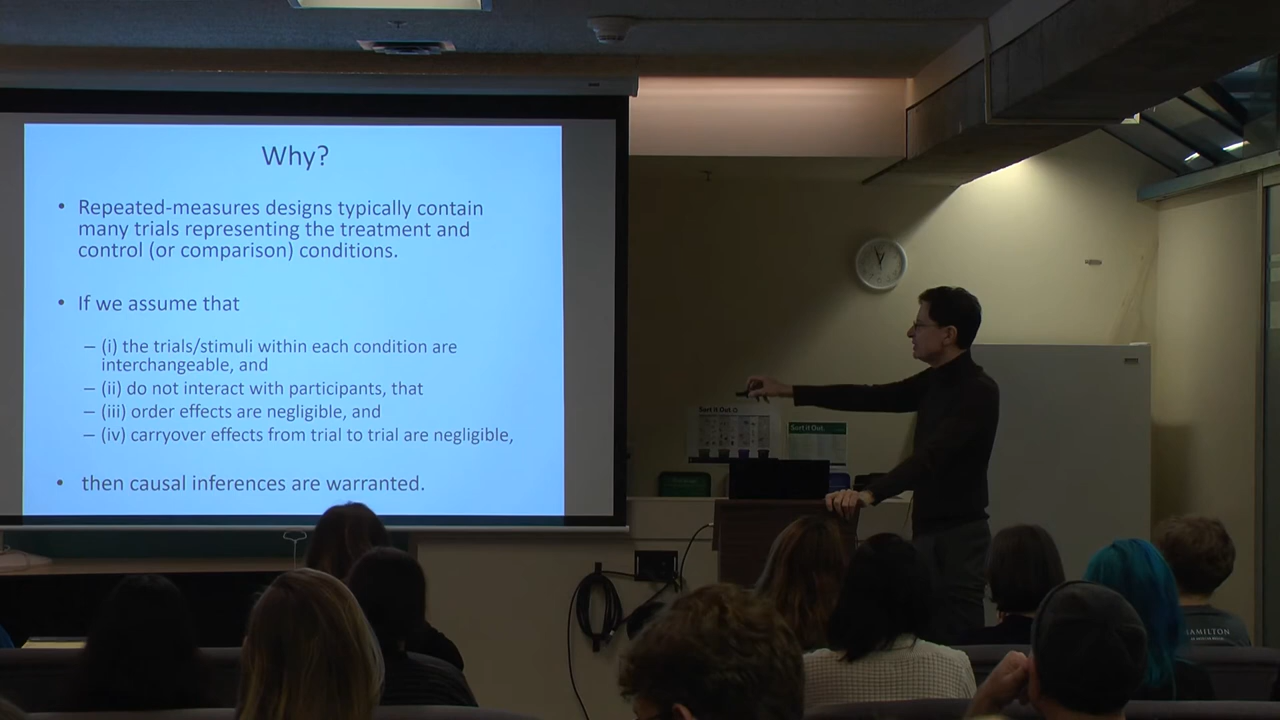 Why?
• Repeated-measures designs typically contain
many trials representing the treatment and
control (or comparison) conditions.
• If we assume that
– (i) the trials/stimuli within each condition are
interchangeable, and
– (ii) do not interact with participants, that
– (iii) order effects are negligible, and
– (iv) carryover effects from trial to trial are negligible,
• then causal inferences are warranted.
Sort it Out
Sort it Out
HAMILTON